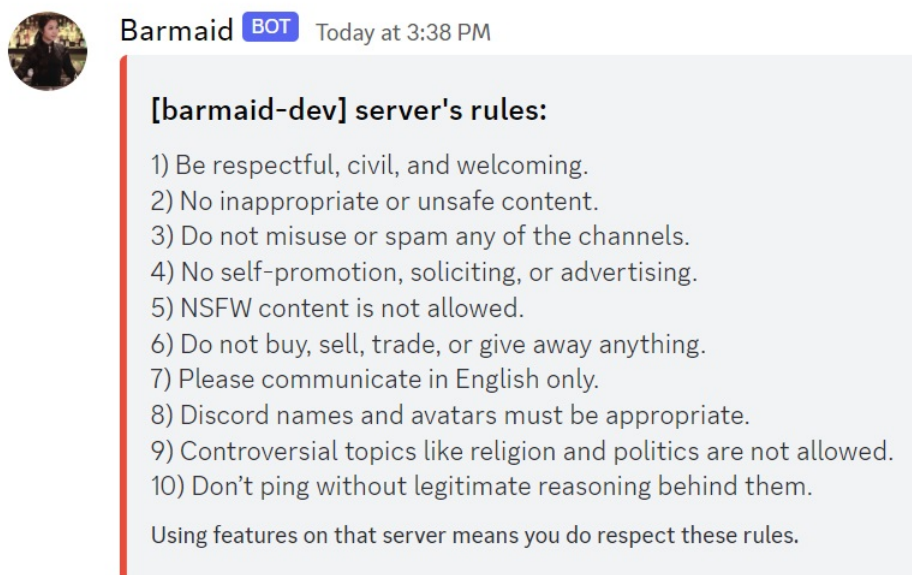 Barmaid BOT Today at 3:38 PM
[barmaid-dev] server's rules:
1) Be respectful, civil, and welcoming.
2) No inappropriate or unsafe content.
3) Do not misuse or spam any of the channels.
4) No self-promotion, soliciting, or advertising.
5) NSFW content is not allowed.
6) Do not buy, sell, trade, or give away anything.
7) Please communicate in English only.
8) Discord names and avatars must be appropriate.
9) Controversial topics like religion and politics are not allowed.
10) Don’t ping without legitimate reasoning behind them.
Using features on that server means you do respect these rules.